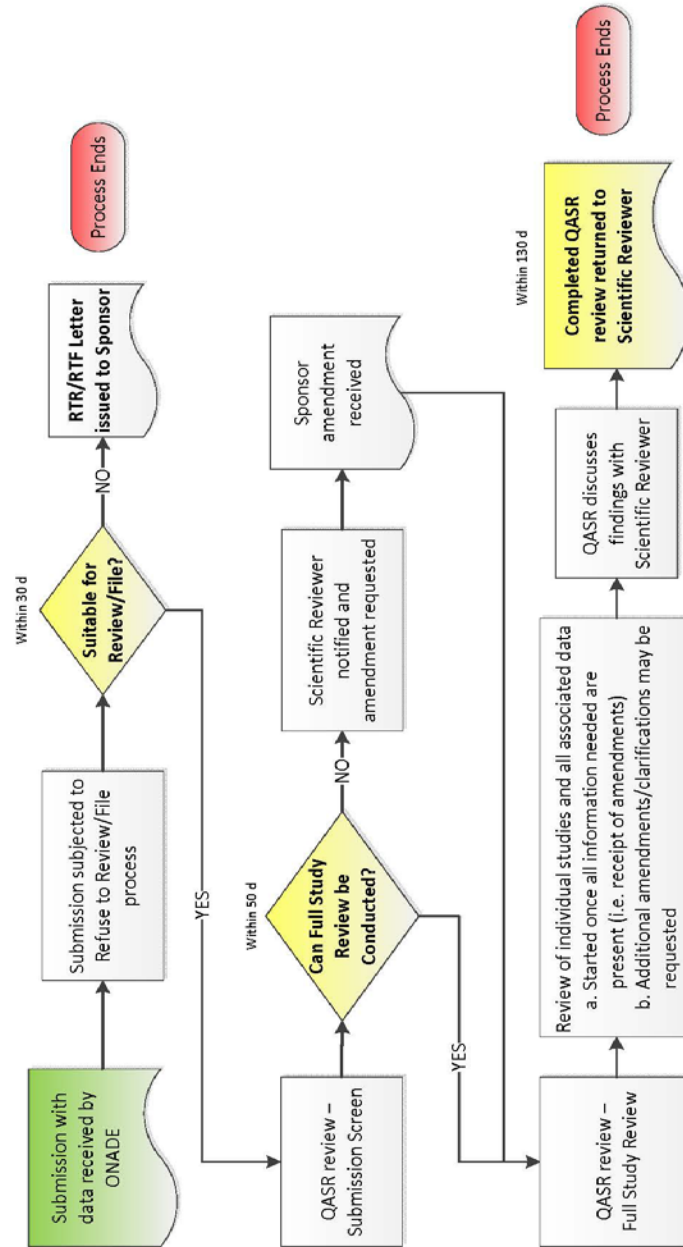 Submission with
data received by
ONADE
Submission subjected to
Refuse to Review/File
process
Within 30 d
Suitable for
Review/File?
NO
RTR/RTF Letter
issued to Sponsor
Process Ends
YES
QASR review –
Submission Screen
Within 50 d
Can Full Study
Review be
Conducted?
NO
Scientific Reviewer
notified and
amendment requested
Sponsor
amendment
received
YES
QASR review –
Full Study Review
Review of individual studies and all associated data
a. Started once all information needed are
present (i.e. receipt of amendments)
b. Additional amendments/clarifications may be
requested
QASR discusses
findings with
Scientific Reviewer
Within 130 d
Completed QASR
review returned to
Scientific Reviewer
Process Ends